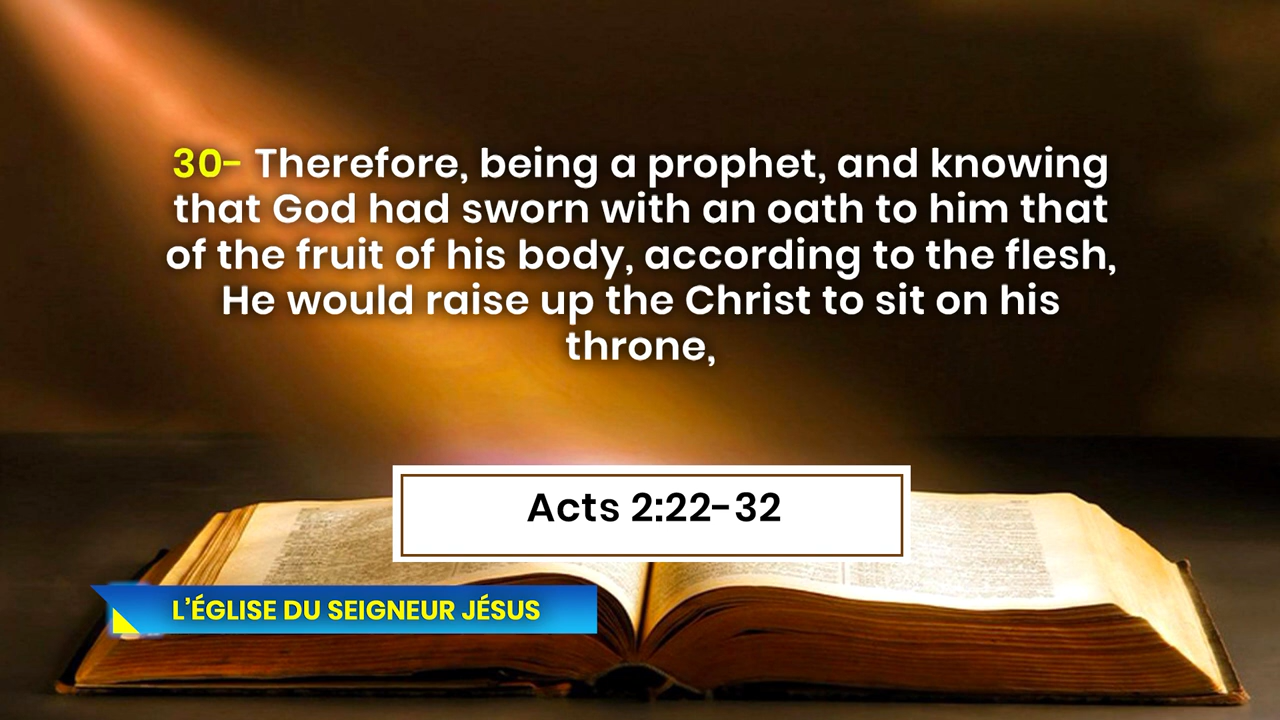 30- Therefore, being a prophet, and knowing
that God had sworn with an oath to him that
of the fruit of his body, according to the flesh,
He would raise up the Christ to sit on his
throne,
Acts 2:22-32
L'ÉGLISE DU SEIGNEUR JÉSUS